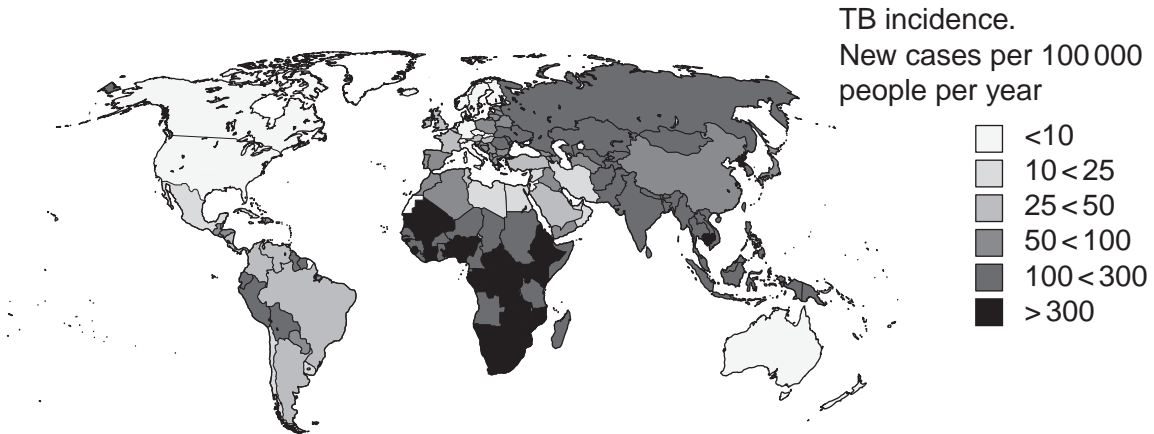 TB incidence.
New cases per 100 000
people per year
<10
10 < 25
25 < 50
50 < 100
100 < 300
> 300